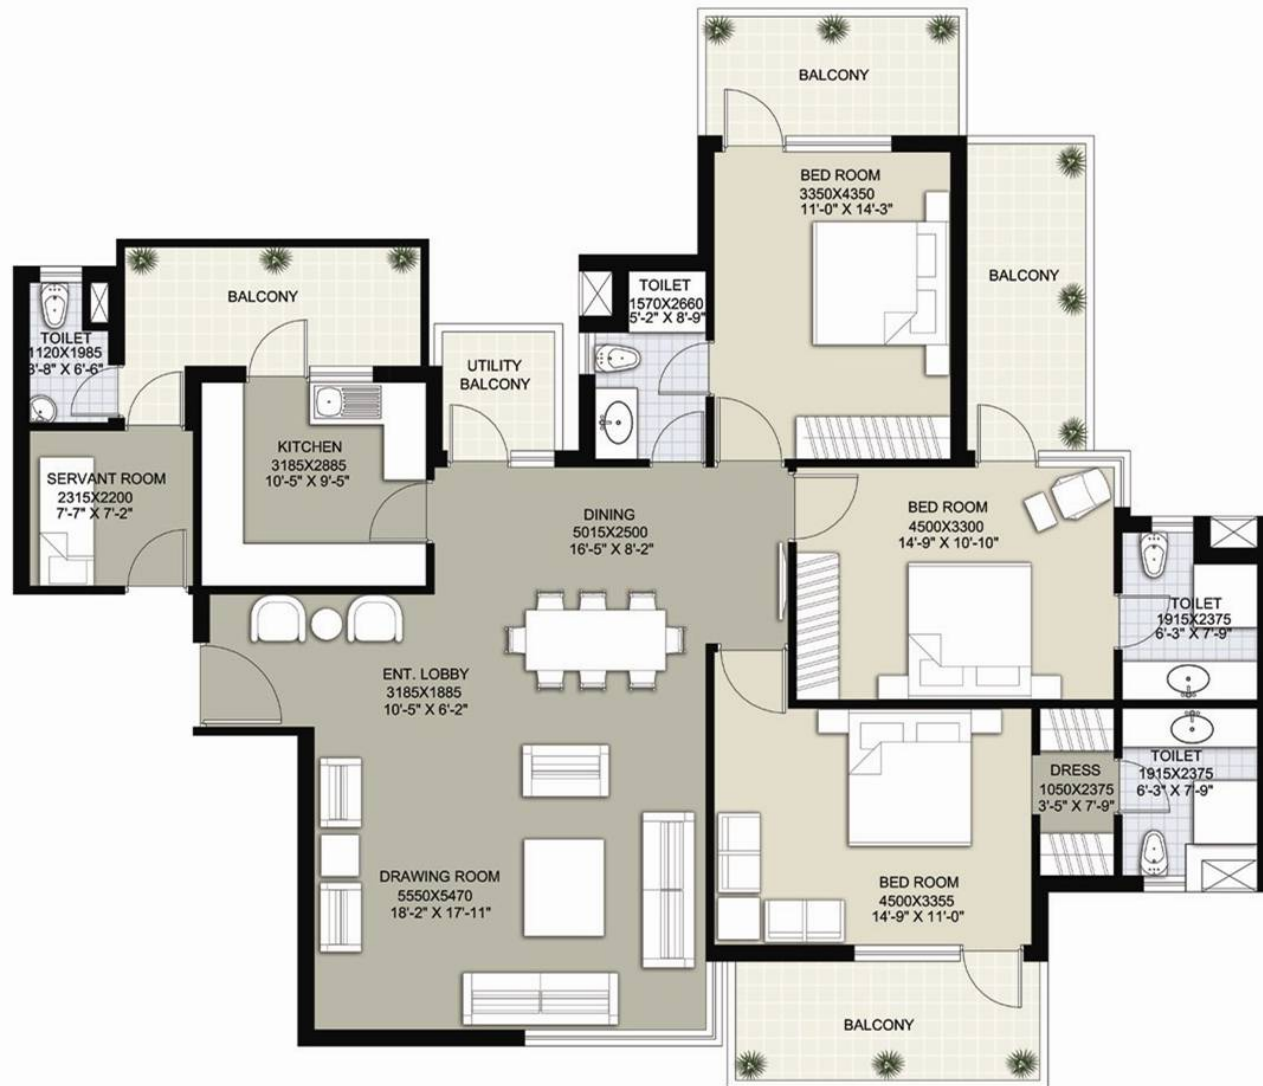 BALCONY
BED ROOM
3350X4350
11'-0" X 14'-3"
BALCONY
BALCONY
TOILET
1570X2660
5'-2" X 8'-9"
TOILET
1120X1985
3'-8" X 6'-6"
UTILITY
BALCONY
KITCHEN
3185X2885
10'-5" X 9'-5"
SERVANT ROOM
2315X2200
7'-7" X 7'-2"
DINING
5015X2500
16'-5" X 8'-2"
BED ROOM
4500X3300
14'-9" X 10'-10"
TOILET
1915X2375
6'-3" X 7'-9"
ENT. LOBBY
3185X1885
10'-5" X 6'-2"
DRESS
1050X2375
3'-5" X 7'-9"
TOILET
1915X2375
6'-3" X 7'-9"
DRAWING ROOM
5550X5470
18'-2" X 17'-11"
BED ROOM
4500X3355
14'-9" X 11'-0"
BALCONY